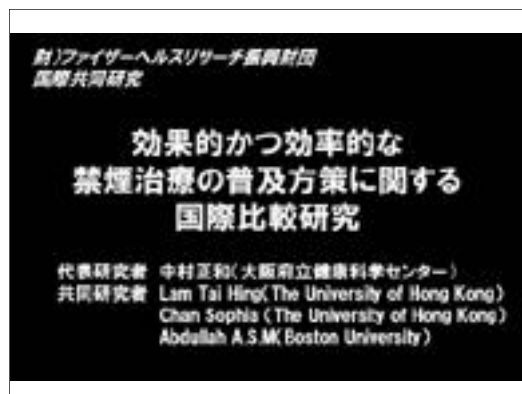 財)ファイザーヘルスリサーチ振興財団
国際共同研究
効果的かつ効率的な
禁煙治療の普及方策に関する
国際比較研究
代表研究者 中村正和(大阪府立健康科学センター)
共同研究者 Lam Tai Hing(The University of Hong Kong)
Chan Sophia (The University of Hong Kong)
Abdullah A.S.M(Boston University)